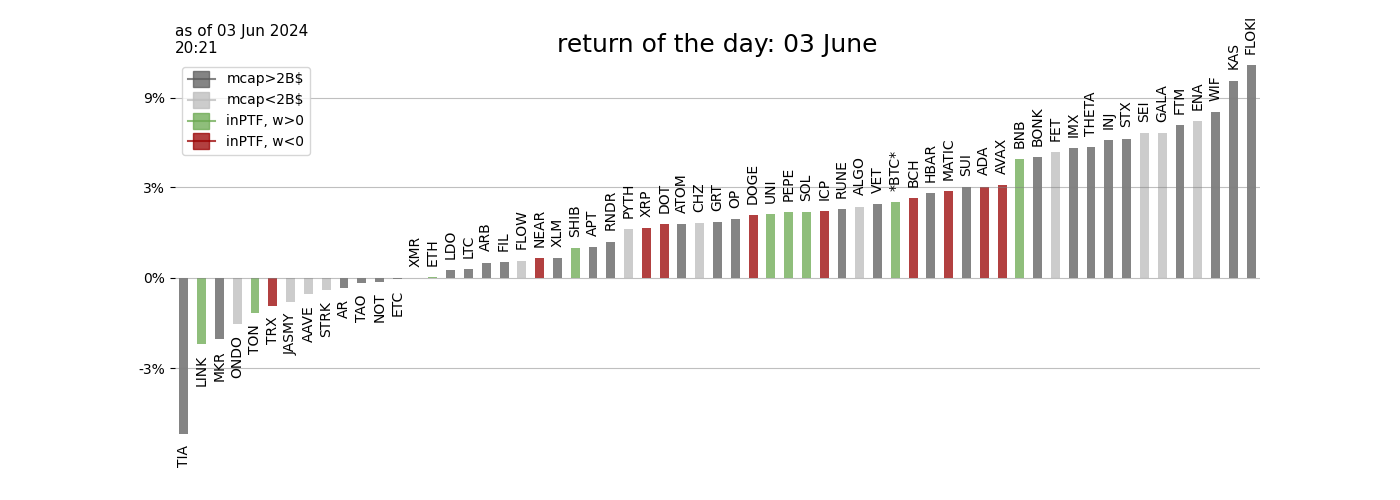 as of 03 Jun 2024
20:21
return of the day: 03 June
mcap>2B$
mcap<2B$
inPTF, w>0
inPTF, w<0
9%
3%
0%
-3%
TIA
LINK
MKR
ONDO
TON
TRX
JASMY
AAVE
STRK
AR
TAO
NOT
ETC
XMR
ETH
LDO
LTC
ARB
FIL
FLOW
NEAR
XLM
SHIB
APT
RNDR
PYTH
XRP
DOT
ATOM
CHZ
GRT
OP
DOGE
UNI
PEPE
SOL
ICP
RUNE
ALGO
VET
*BTC*
BCH
HBAR
MATIC
SUI
ADA
AVAX
BNB
BONK
FET
IMX
THETA
INJ
STX
SEI
GALA
FTM
ENA
WIF
KAS
FLOKI